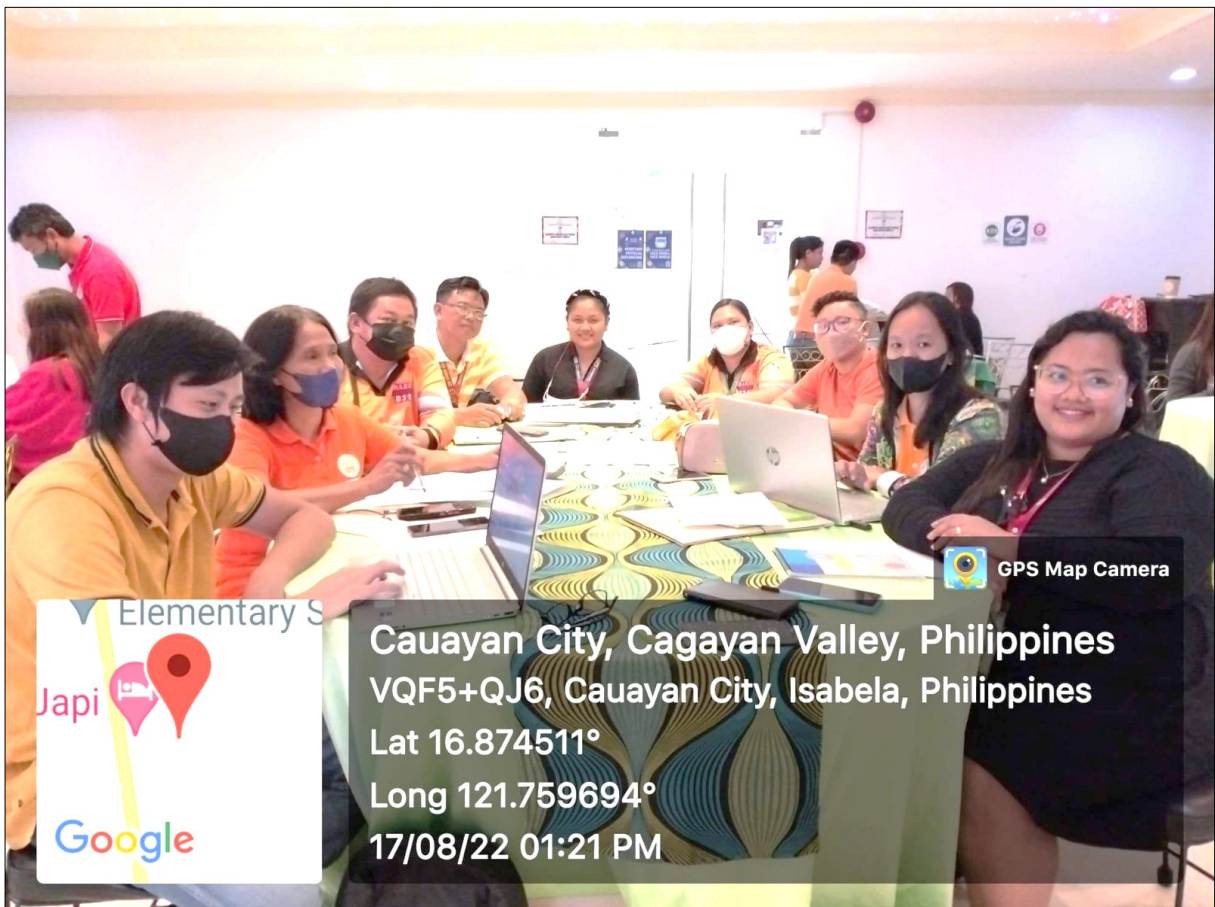 GPS Map Camera
Elementary S
Japi
Google
Cauayan City, Cagayan Valley, Philippines
VQF5+QJ6, Cauayan City, Isabela, Philippines
Lat 16.874511°
Long 121.759694°
17/08/22 01:21 PM
hp